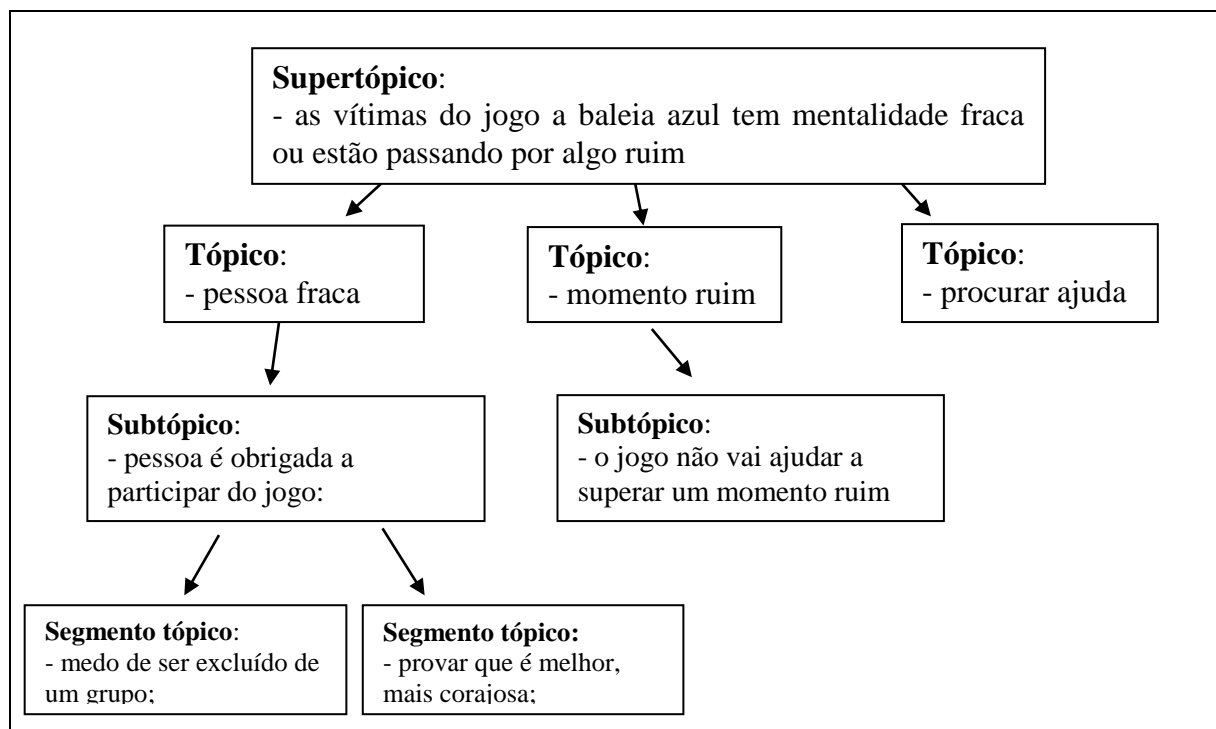 Supertópico:
- as vítimas do jogo a baleia azul tem mentalidade fraca
ou estão passando por algo ruim
Tópico:
- pessoa fraca
Tópico:
- momento ruim
Tópico:
- procurar ajuda
Subtópico:
- pessoa é obrigada a
participar do jogo:
Subtópico:
- o jogo não vai ajudar a
superar um momento ruim
Segmento tópico:
- medo de ser excluído de
um grupo;
Segmento tópico:
- provar que é melhor,
mais corajosa;